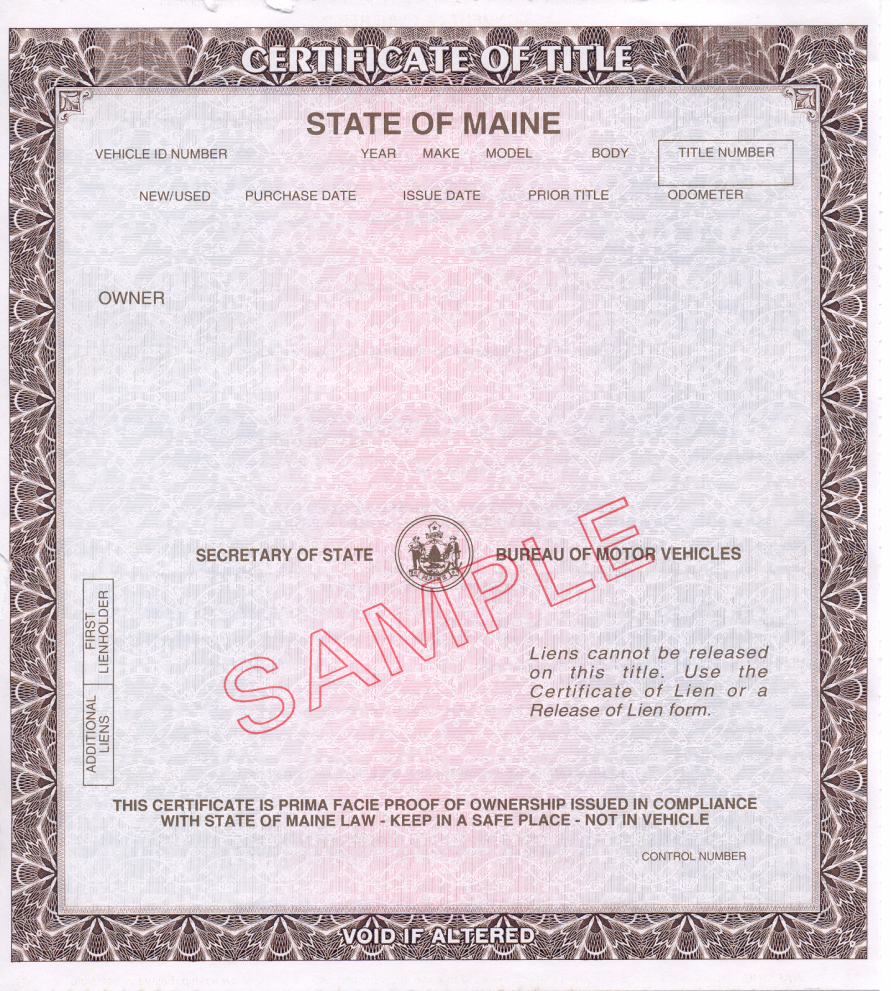 CERTIFICATE OF TITLE
STATE OF MAINE
VEHICLE ID NUMBER YEAR MAKE MODEL BODY TITLE NUMBER
NEW/USED PURCHASE DATE ISSUE DATE PRIOR TITLE ODOMETER
OWNER
SECRETARY OF STATE BUREAU OF MOTOR VEHICLES
SAMPLE
FIRST
LIENHOLDER
ADDITIONAL
LIENS
Liens cannot be released
on this title. Use the
Certificate of Lien or a
Release of Lien form.
THIS CERTIFICATE IS PRIMA FACIE PROOF OF OWNERSHIP ISSUED IN COMPLIANCE
WITH STATE OF MAINE LAW - KEEP IN A SAFE PLACE - NOT IN VEHICLE
CONTROL NUMBER
VOID IF ALTERED